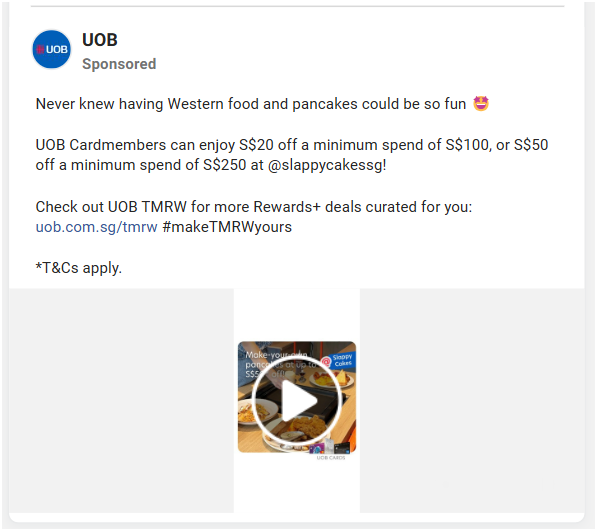 UOB
UOB
Sponsored
Never knew having Western food and pancakes could be so fun 🤩
UOB Cardmembers can enjoy S$20 off a minimum spend of S$100, or S$50
off a minimum spend of S$250 at @slappycakessg!
Check out UOB TMRW for more Rewards+ deals curated for you:
uob.com.sg/tmrw #makeTMRWyours
*T&Cs apply.
Make-your-own
pancakes at up to
Slappy
Cakes
UOB CARDS